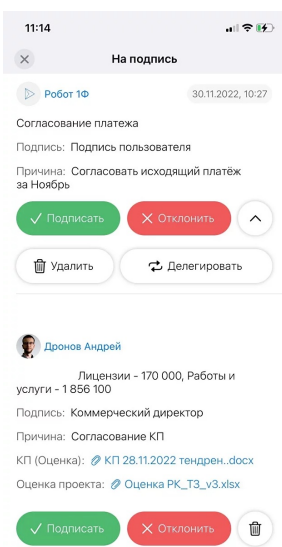 11:14
На подпись
Робот 1Ф
30.11.2022, 10:27
Согласование платежа
Подпись: Подпись пользователя
Причина: Согласовать исходящий платёж
за Ноябрь
Подписать
Отклонить
Удалить
Делегировать
Дронов Андрей
Лицензии - 170 000, Работы и
услуги - 1 856 100
Подпись: Коммерческий директор
Причина: Согласование КП
КП (Оценка): КП 28.11.2022 тендрен..docx
Оценка проекта: Оценка РК_ТЗ_v3.xlsx
Подписать
Отклонить